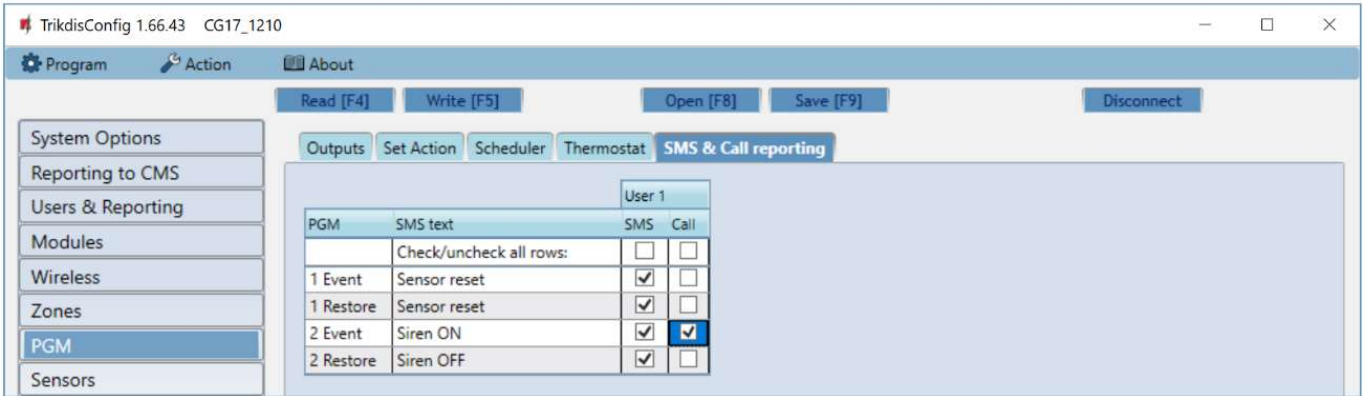 TrikdisConfig 1.66.43 CG17_1210
Program Action About
Read [F4] Write [F5] Open [F8] Save [F9] Disconnect
System Options
Reporting to CMS
Users & Reporting
Modules
Wireless
Zones
PGM
Sensors
Outputs Set Action Scheduler Thermostat SMS & Call reporting
User 1
PGM SMS text SMS Call
Check/uncheck all rows:
1 Event Sensor reset
1 Restore Sensor reset
2 Event Siren ON
2 Restore Siren OFF